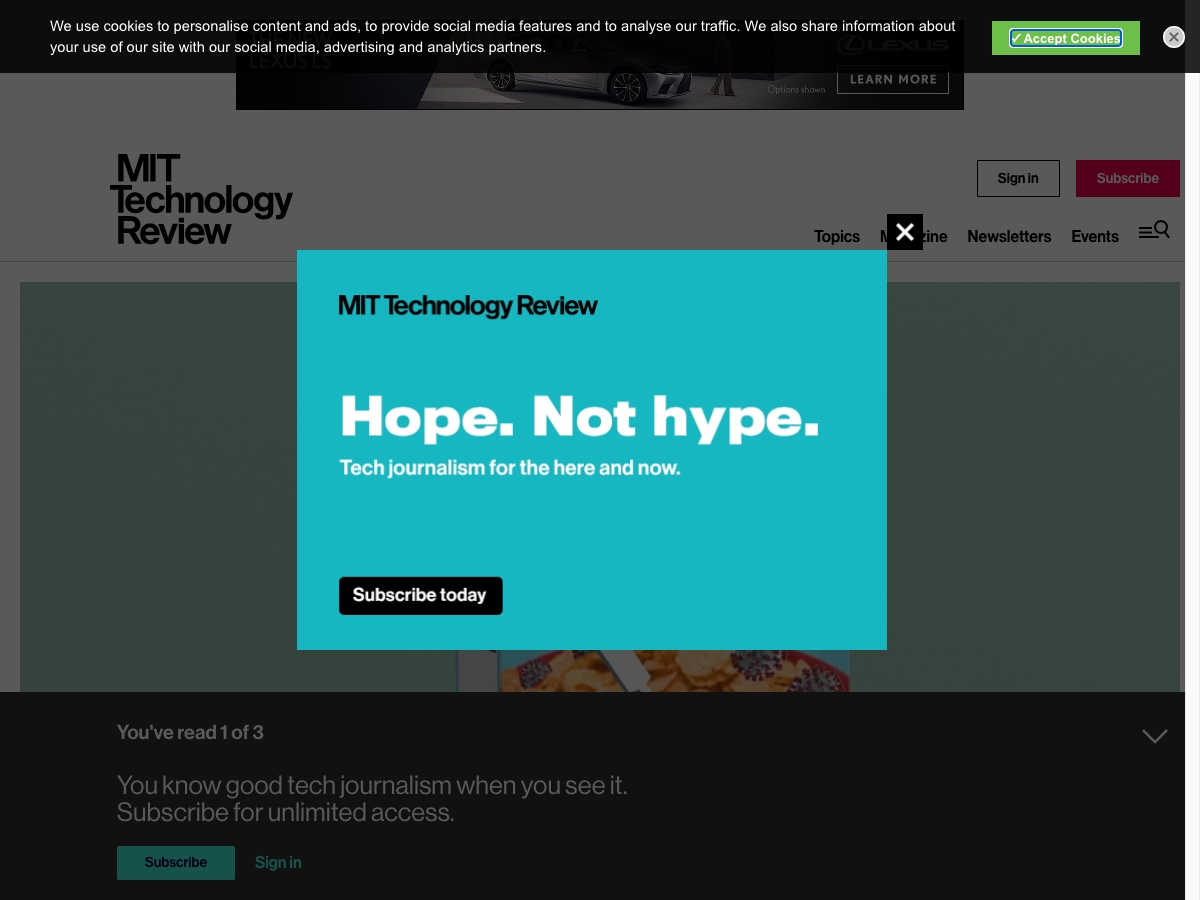 We use cookies to personalise content and ads, to provide social media features and to analyse our traffic. We also share information about
your use of our site with our social media, advertising and analytics partners.
✓Accept Cookies
LEXUS
LEXUS LS
LEARN MORE
Options shown
MIT
Technology
Review
Sign in
Subscribe
Topics
Newsletters
Events
MIT Technology Review
Hope. Not hype.
Tech journalism for the here and now.
Subscribe today
You've read 1 of 3
You know good tech journalism when you see it.
Subscribe for unlimited access.
Subscribe
Sign in